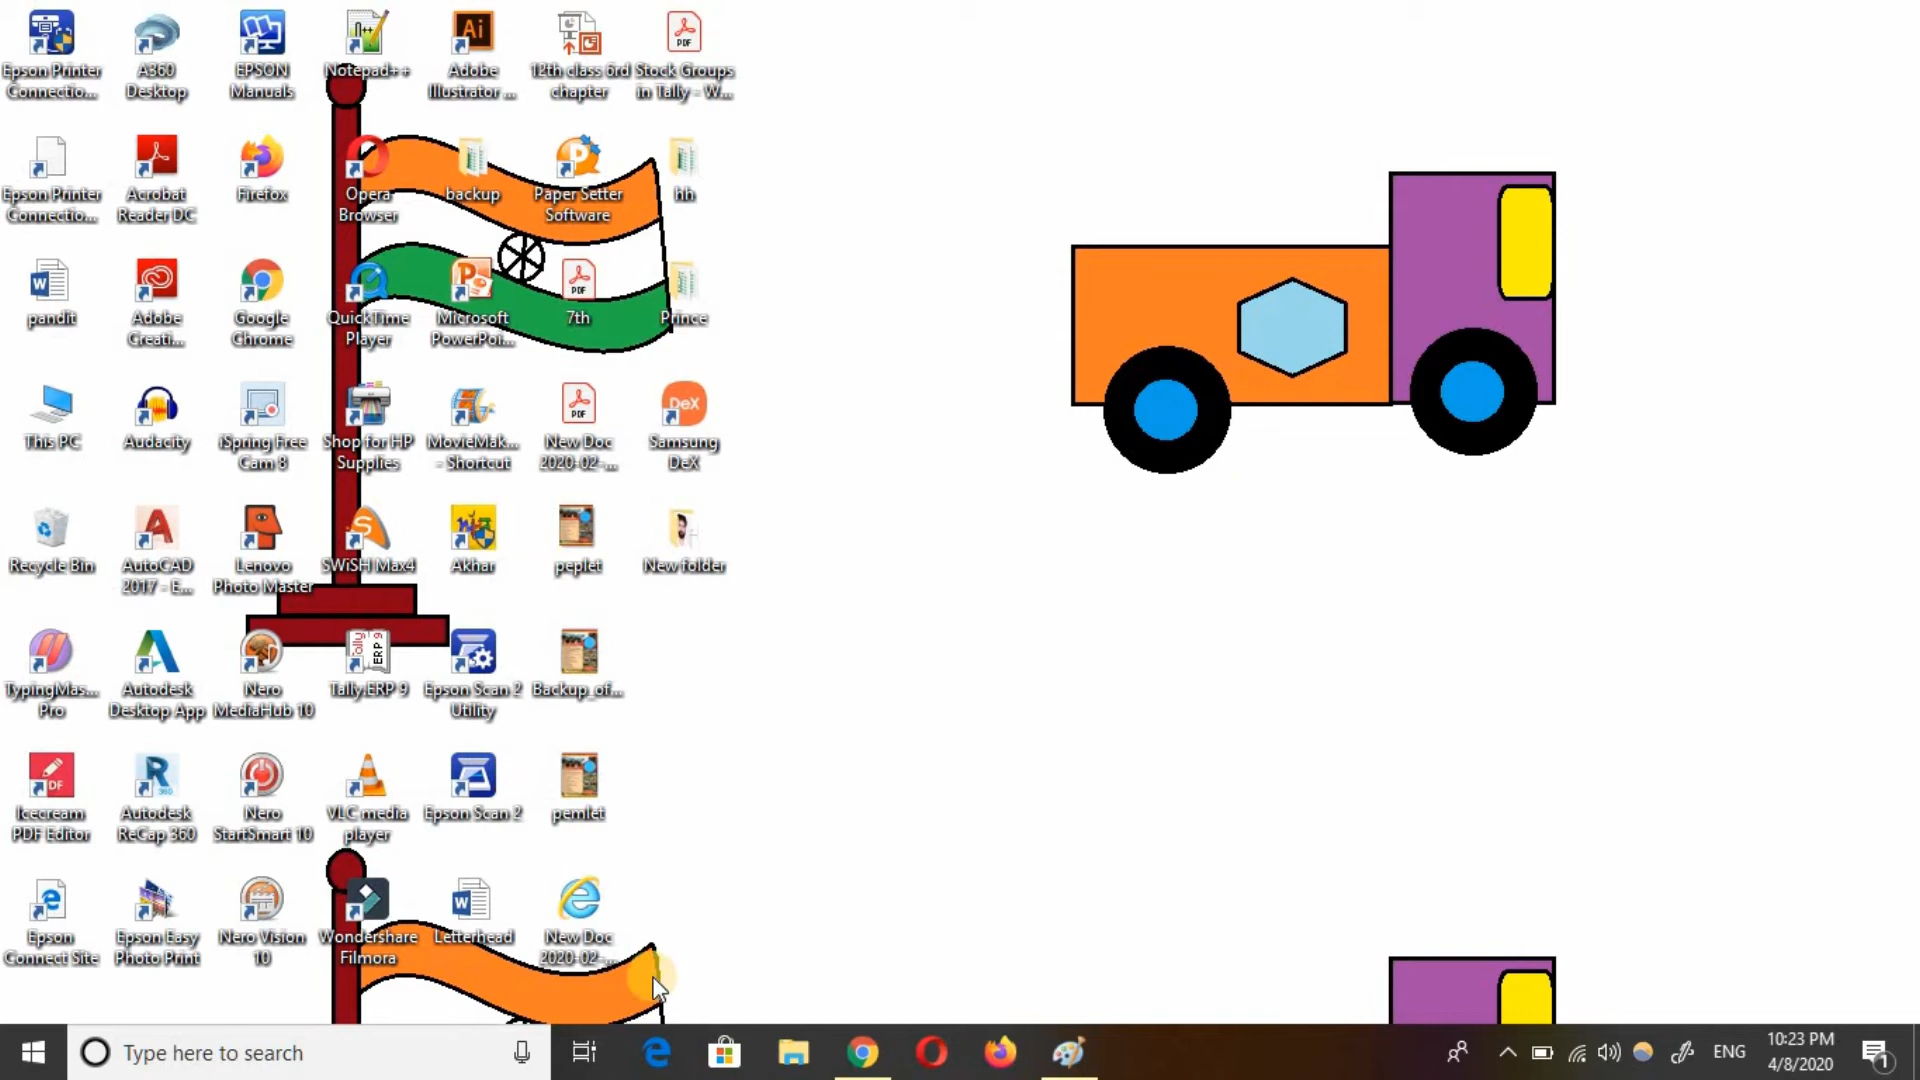 Epson Printer
Connectio...
A360
Desktop
EPSON
Manuals
Notepad++
Adobe
Illustrator ...
12th class 6rd
chapter
Stock Groups
in Tally - W...
Epson Printer
Connectio...
Acrobat
Reader DC
Firefox
Opera
Browser
backup
Paper Setter
Software
hh
pandit
Adobe
Creati...
Google
Chrome
QuickTime
Player
Microsoft
PowerPoi...
7th
Prince
This PC
Audacity
iSpring Free
Cam 8
Shop for HP
Supplies
MovieMak...
- Shortcut
New Doc
2020-02-...
Samsung
DeX
Recycle Bin
AutoCAD
2017 - E...
Lenovo
Photo Master
SWiSH Max4
Akhar
peplet
New folder
TypingMas...
Pro
Autodesk
Desktop App
Nero
MediaHub 10
Tally.ERP 9
Epson Scan 2
Utility
Backup_of...
Icecream
PDF Editor
Autodesk
ReCap 360
Nero
StartSmart 10
VLC media
player
Epson Scan 2
pemlet
Epson
Connect Site
Epson Easy
Photo Print
Nero Vision
10
Wondershare
Filmora
Letterhead
New Doc
2020-02-...
Type here to search
ENG
10:23 PM
4/8/2020
1